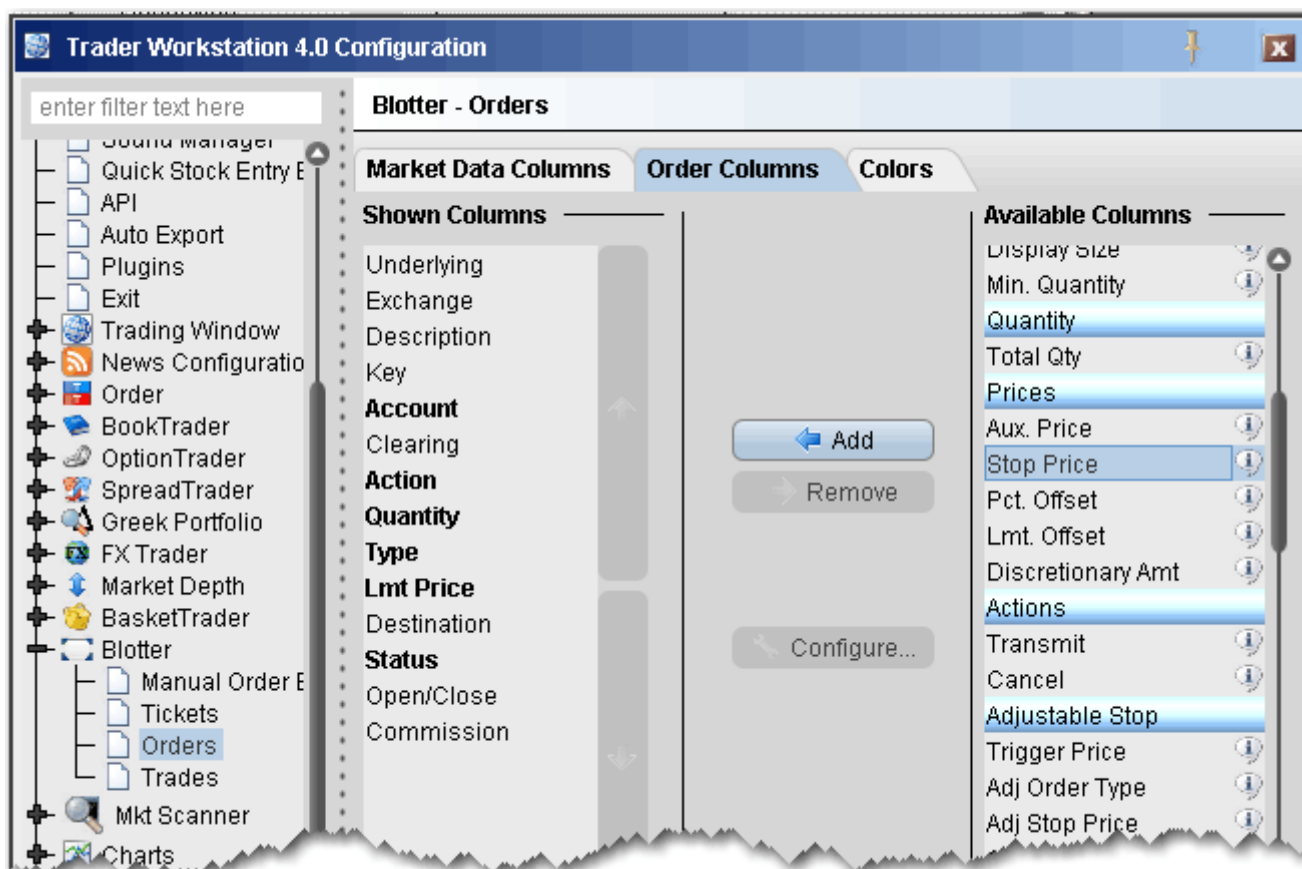 Trader Workstation 4.0 Configuration
enter filter text here
Sound Manager
Quick Stock Entry E
API
Auto Export
Plugins
Exit
Trading Window
News Configuratio
Order
BookTrader
OptionTrader
SpreadTrader
Greek Portfolio
FX Trader
Market Depth
BasketTrader
Blotter
Manual Order E
Tickets
Orders
Trades
Mkt Scanner
Charts
Blotter - Orders
Market Data Columns
Order Columns
Colors
Shown Columns
Underlying
Exchange
Description
Key
Account
Clearing
Action
Quantity
Type
Lmt Price
Destination
Status
Open/Close
Commission
Add
Remove
Configure...
Available Columns
Display Size
Min. Quantity
Quantity
Total Qty
Prices
Aux. Price
Stop Price
Pct. Offset
Lmt. Offset
Discretionary Amt
Actions
Transmit
Cancel
Adjustable Stop
Trigger Price
Adj Order Type
Adj Stop Price